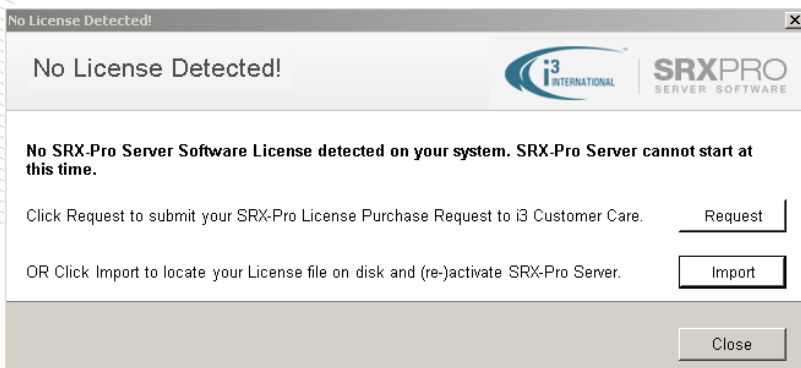 No License Detected!
No License Detected!
i3
INTERNATIONAL
SRXPRO
SERVER SOFTWARE
No SRX-Pro Server Software License detected on your system. SRX-Pro Server cannot start at
this time.
Click Request to submit your SRX-Pro License Purchase Request to i3 Customer Care.
Request
OR Click Import to locate your License file on disk and (re-)activate SRX-Pro Server.
Import
Close